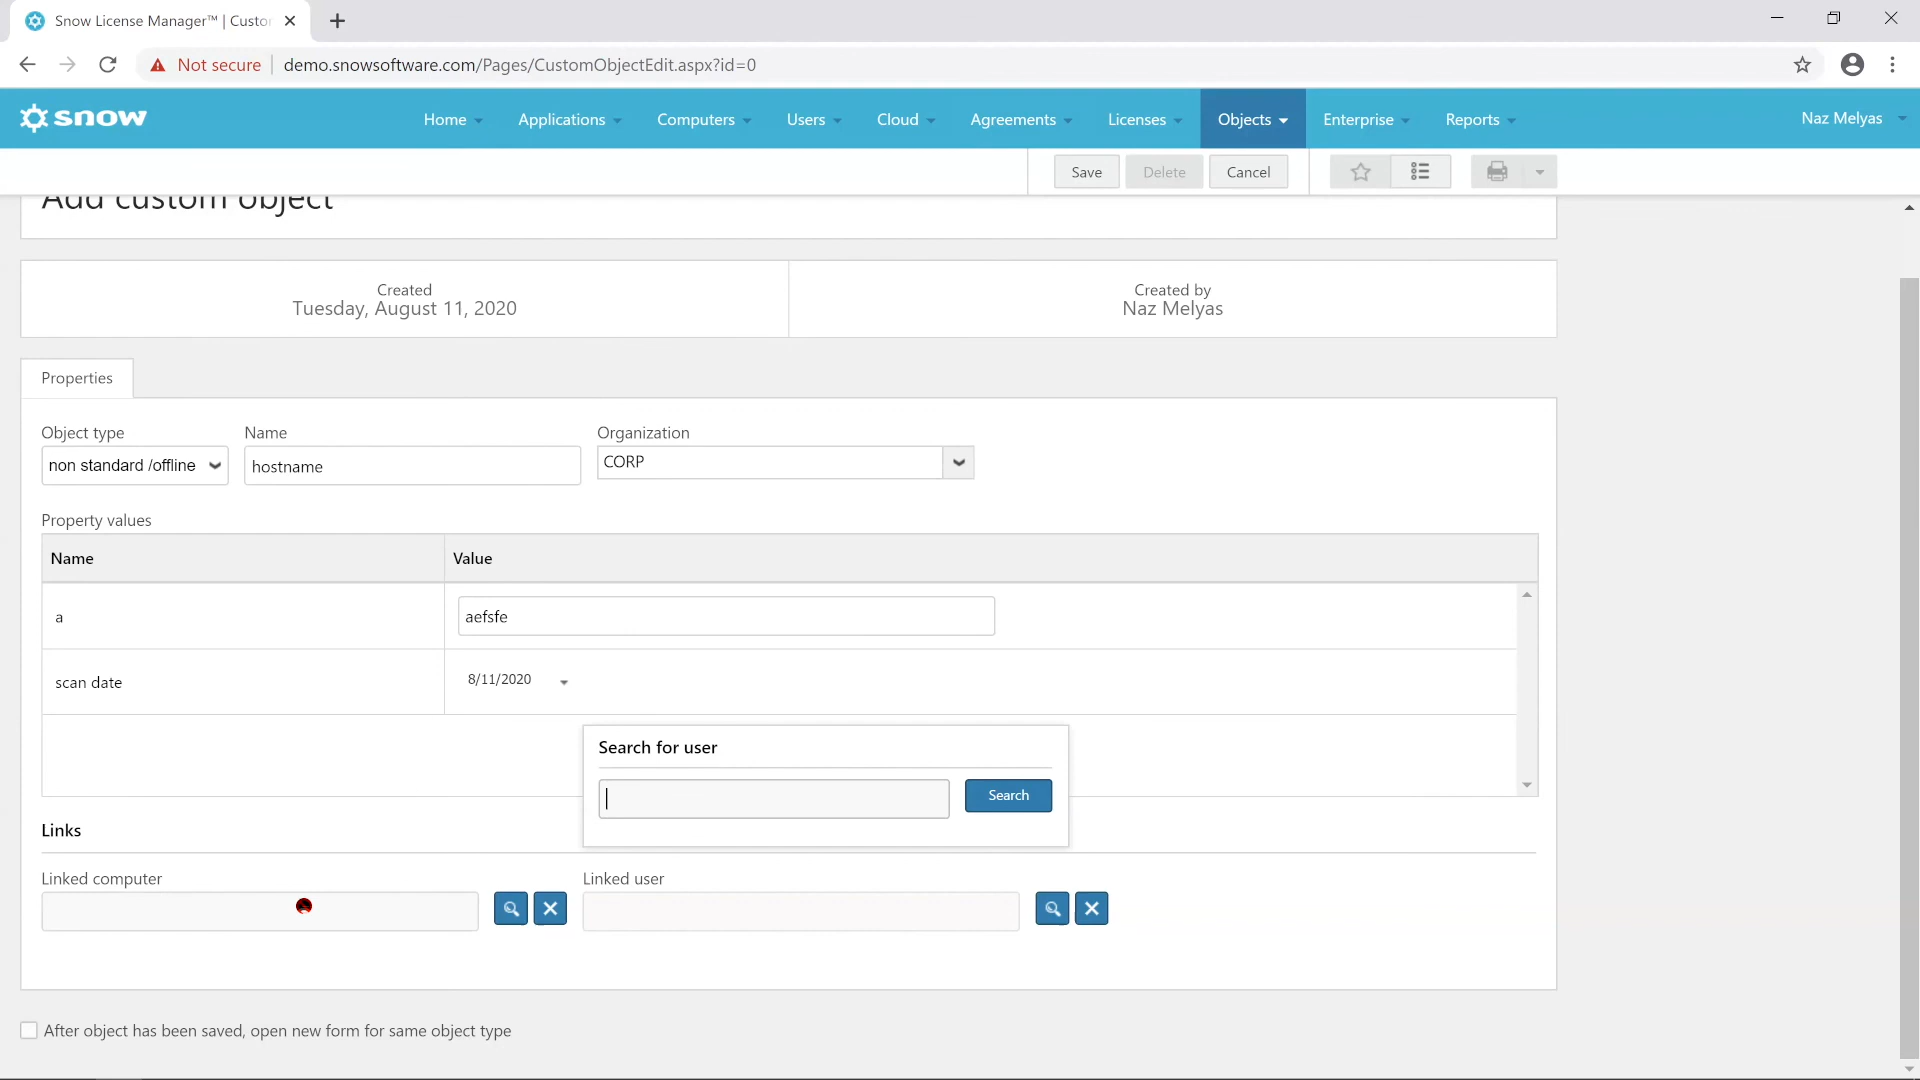 Snow License Manager™ | Custo
Not secure
demo.snowsoftware.com/Pages/CustomObjectEdit.aspx?id=0
snow
Home
Applications
Computers
Users
Cloud
Agreements
Licenses
Objects
Enterprise
Reports
Naz Melyas
Save
Delete
Cancel
Add custom object
Created
Tuesday, August 11, 2020
Created by
Naz Melyas
Properties
Object type
Name
Organization
non standard /offline
hostname
CORP
Property values
Name
Value
a
aefsfe
scan date
8/11/2020
Search for user
Search
Links
Linked computer
Linked user
After object has been saved, open new form for same object type